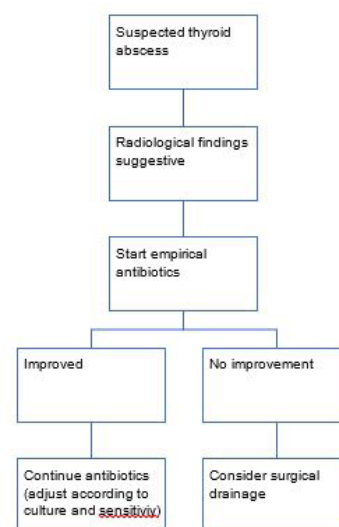 Suspected thyroid
abscess
Radiological findings
suggestive
Start empirical
antibiotics
Improved
No improvement
Continue antibiotics
(adjust according to
culture and sensitiviy)
Consider surgical
drainage